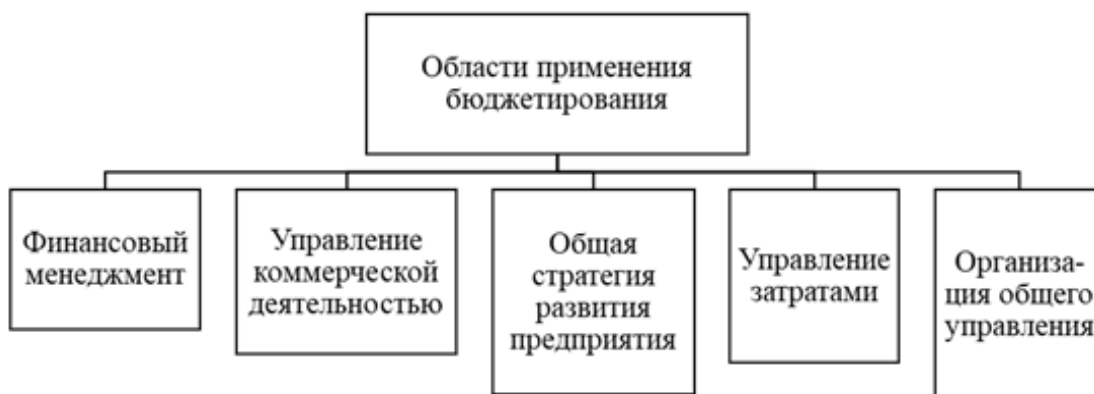 Области применения
бюджетирования
Финансовый
менеджмент
Управление
коммерческой
деятельностью
Общая
стратегия
развития
предприятия
Управление
затратами
Организа-
ция общего
управления